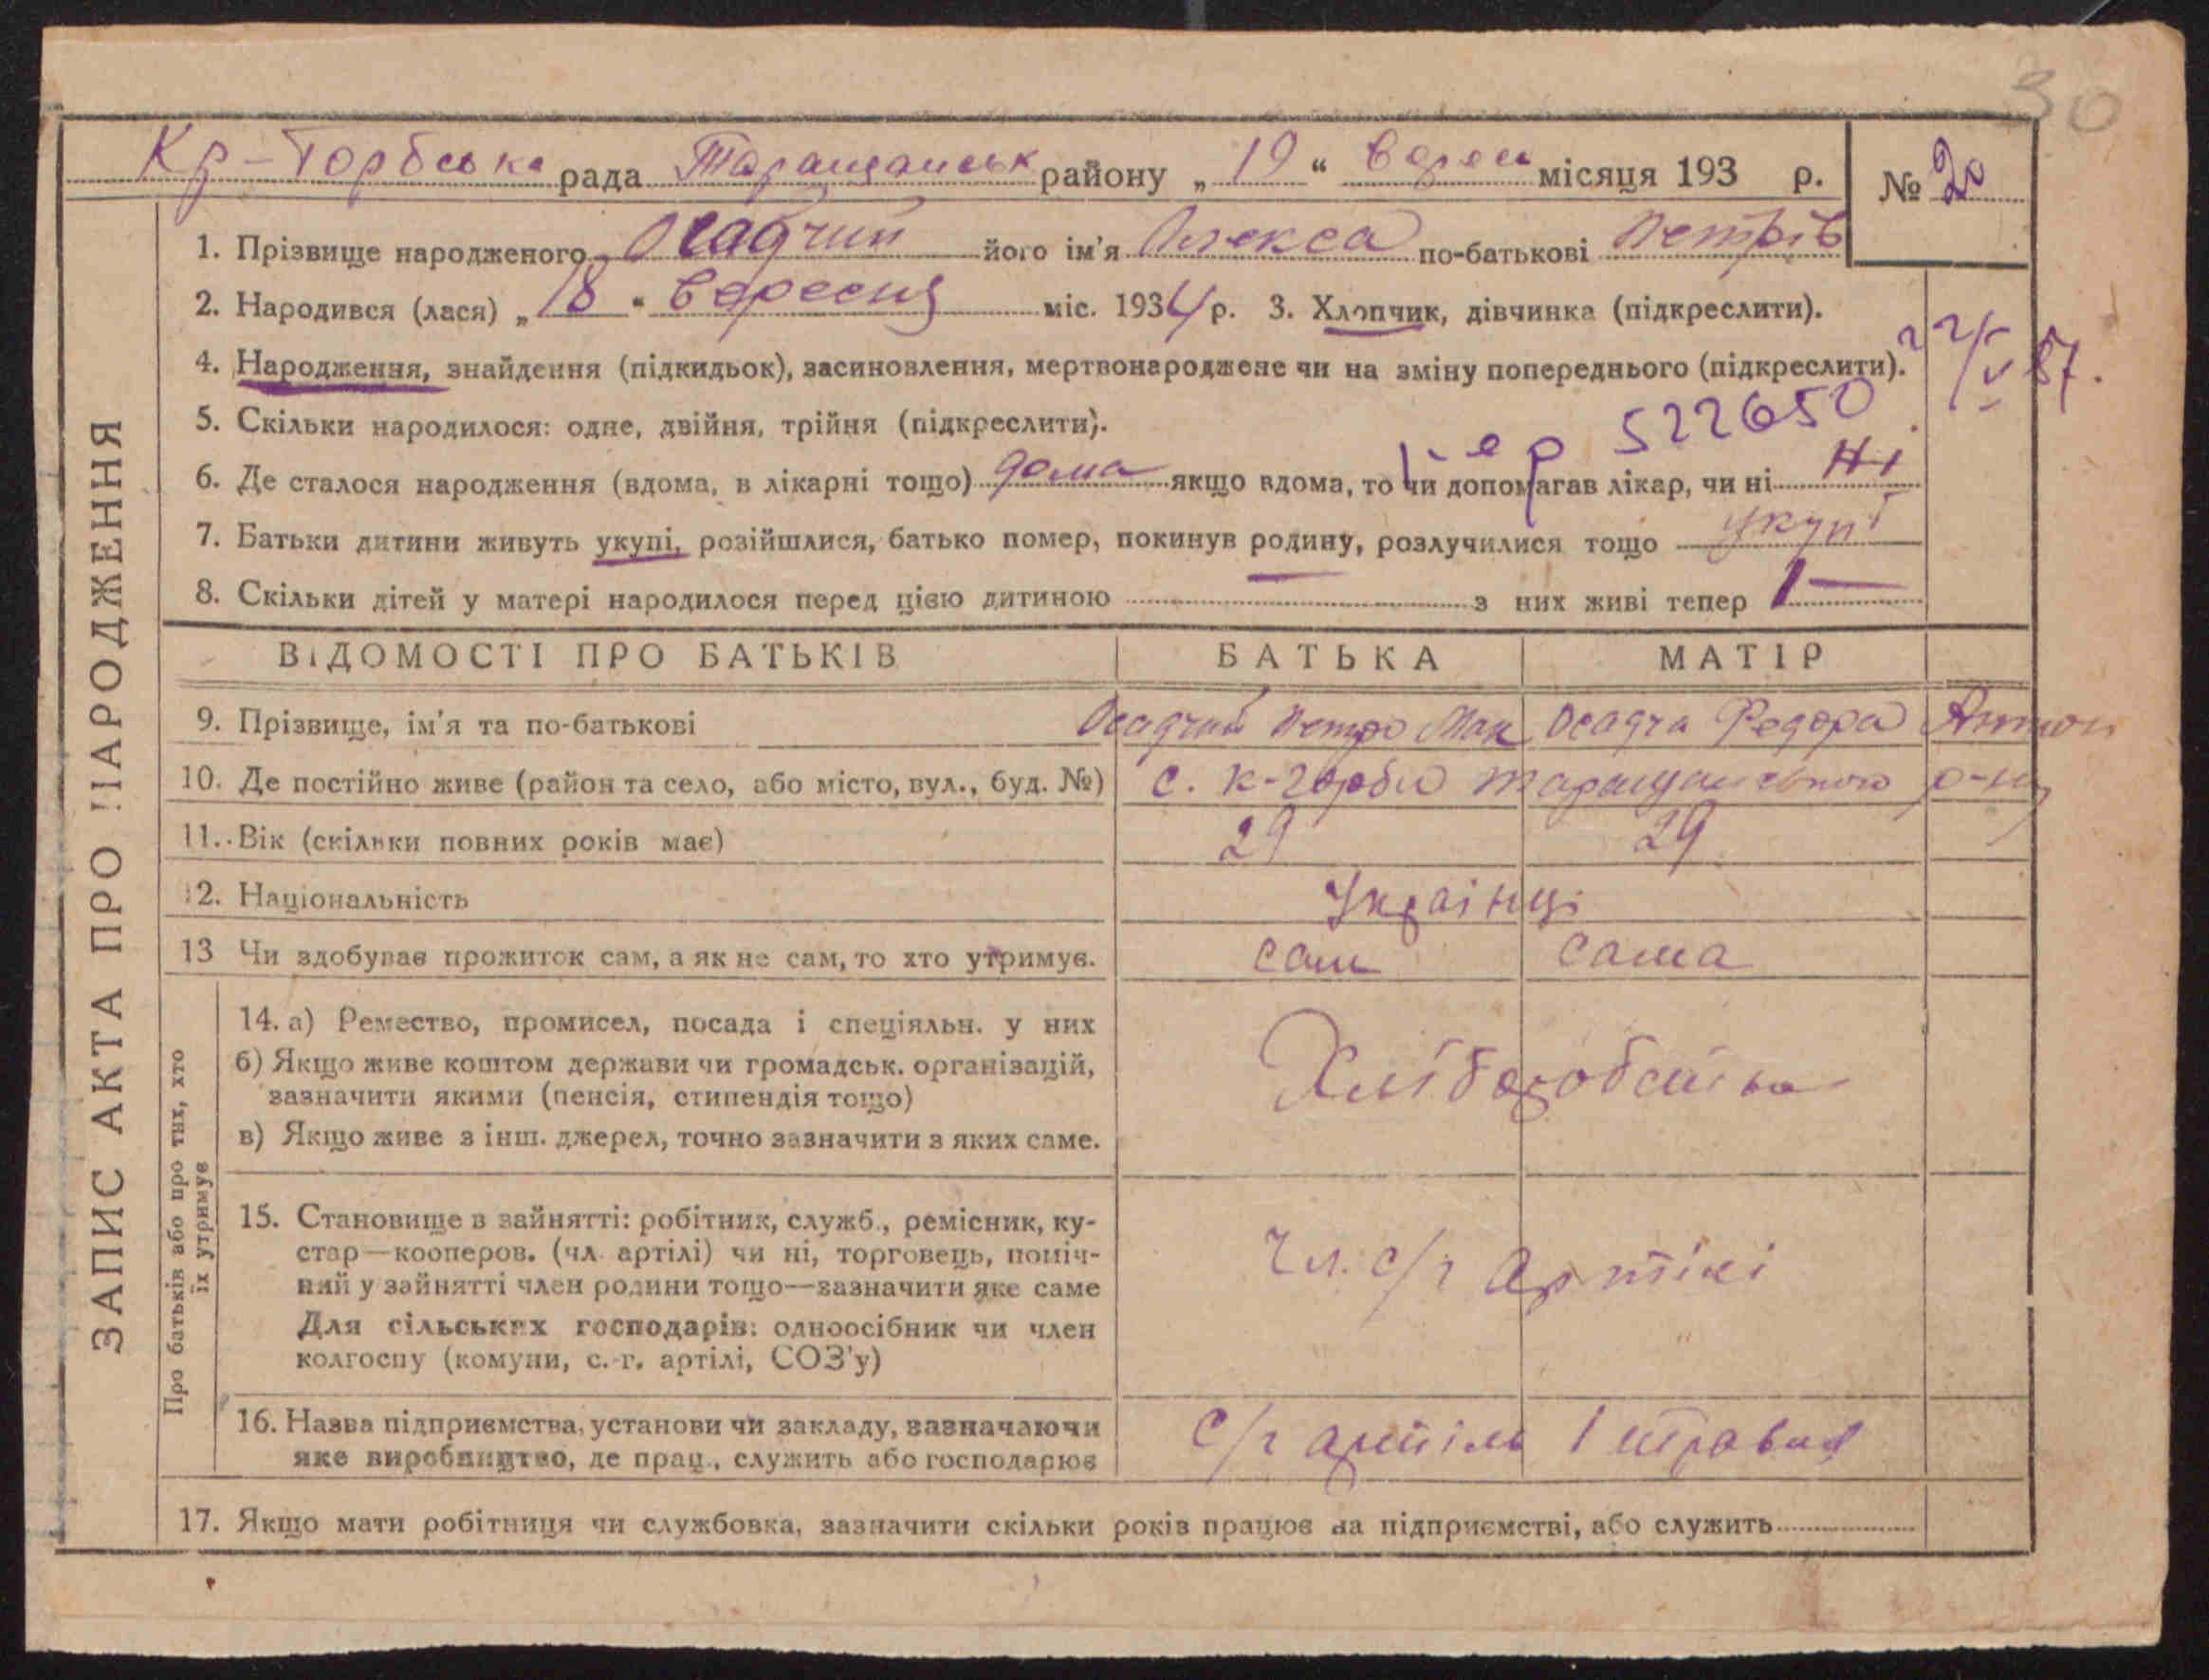 30
Кр-Горбська рада Таращанськ району „ 19 “ верес місяця 193 р. № 20
1. Прізвище народженого Осадчий його ім'я Олекса по-батькові Петрів
2. Народився (лася) „ 18 “ вересня міс. 1934 р. 3. Хлопчик, дівчинка (підкреслити).
4. Народження, знайдення (підкидьок), засиновлення, мертвонароджене чи на зміну попереднього (підкреслити).
5. Скільки народилося: одне, двійня, трійня (підкреслити).
522650
6. Де сталося народження (вдома, в лікарні тощо) дома якщо вдома, то чи допомагав лікар, чи ні Ні
7. Батьки дитини живуть укупі, розійшлися, батько помер, покинув родину, розлучилися тощо укупі
8. Скільки дітей у матері народилося перед цією дитиною з них живі тепер 1 —
ЗАПИС АКТА ПРО НАРОДЖЕННЯ
ВІДОМОСТІ ПРО БАТЬКІВ БАТЬКА МАТІР
9. Прізвище, ім'я та по-батькові Осадчий Петро Мак Осадча Федора Антон
10. Де постійно живе (район та село, або місто, вул., буд. №) с. К-Горби Таращанського р-ну
11. Вік (скільки повних років має) 29 29
12. Національність Українці
13 Чи здобуває прожиток сам, а як не сам, то хто утримує. сам сама
Про батьків або про тих, хто
їх утримує
14. а) Ремество, промисел, посада і спеціяльн. у них
б) Якщо живе коштом держави чи громадськ. організацій,
зазначити якими (пенсія, стипендія тощо)
в) Якщо живе з інш. джерел, точно зазначити з яких саме.
15. Становище в зайнятті: робітник, служб., ремісник, ку-
стар—кооперов. (чл. артілі) чи ні, торговець, поміч-
ний у зайнятті член родини тощо—зазначити яке саме
Для сільських господарів: одноосібник чи член
колгоспу (комуни, с.-г. артілі, СОЗ'у)
чл. с/г артілі
16. Назва підприємства, установи чи закладу, зазначаючи
яке виробництво, де прац., служить або господарює
с/г артіль 1 травня
17. Якщо мати робітниця чи службовка, зазначити скільки років працює на підприємстві, або служить